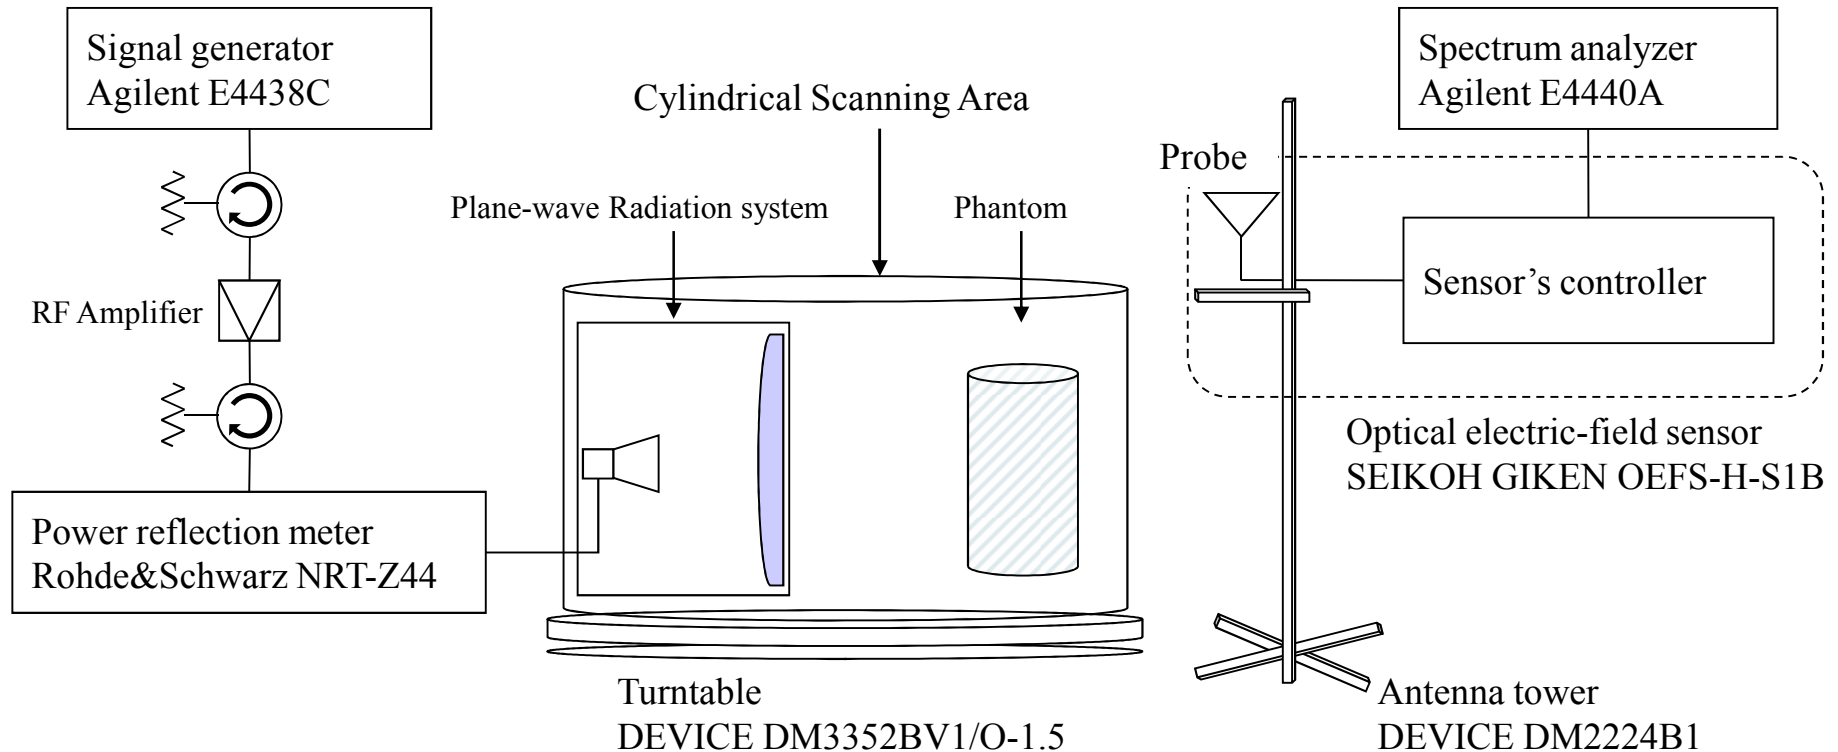 Signal generator
Agilent E4438C
Spectrum analyzer
Agilent E4440A
Cylindrical Scanning Area
Probe
Plane-wave Radiation system
Phantom
Sensor’s controller
RF Amplifier
Optical electric-field sensor
SEIKOH GIKEN OEFS-H-S1B
Power reflection meter
Rohde&Schwarz NRT-Z44
Turntable
DEVICE DM3352BV1/O-1.5
Antenna tower
DEVICE DM2224B1